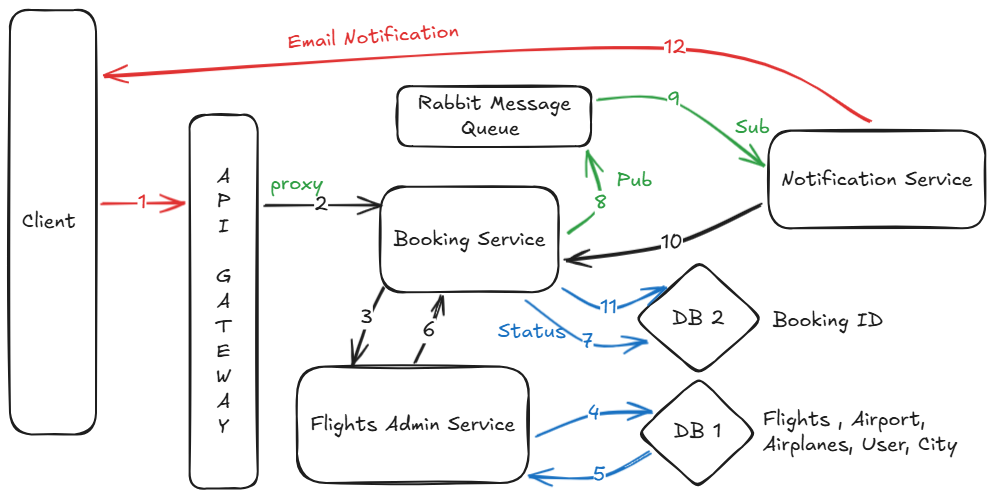 Email Notification
12
Rabbit Message
Queue
9
Sub
Notification Service
Client
1
API GATEWAY
proxy
2
Pub
8
Booking Service
10
3
6
Status
11
7
DB 2
Booking ID
Flights Admin Service
4
5
DB 1
Flights , Airport,
Airplanes, User, City